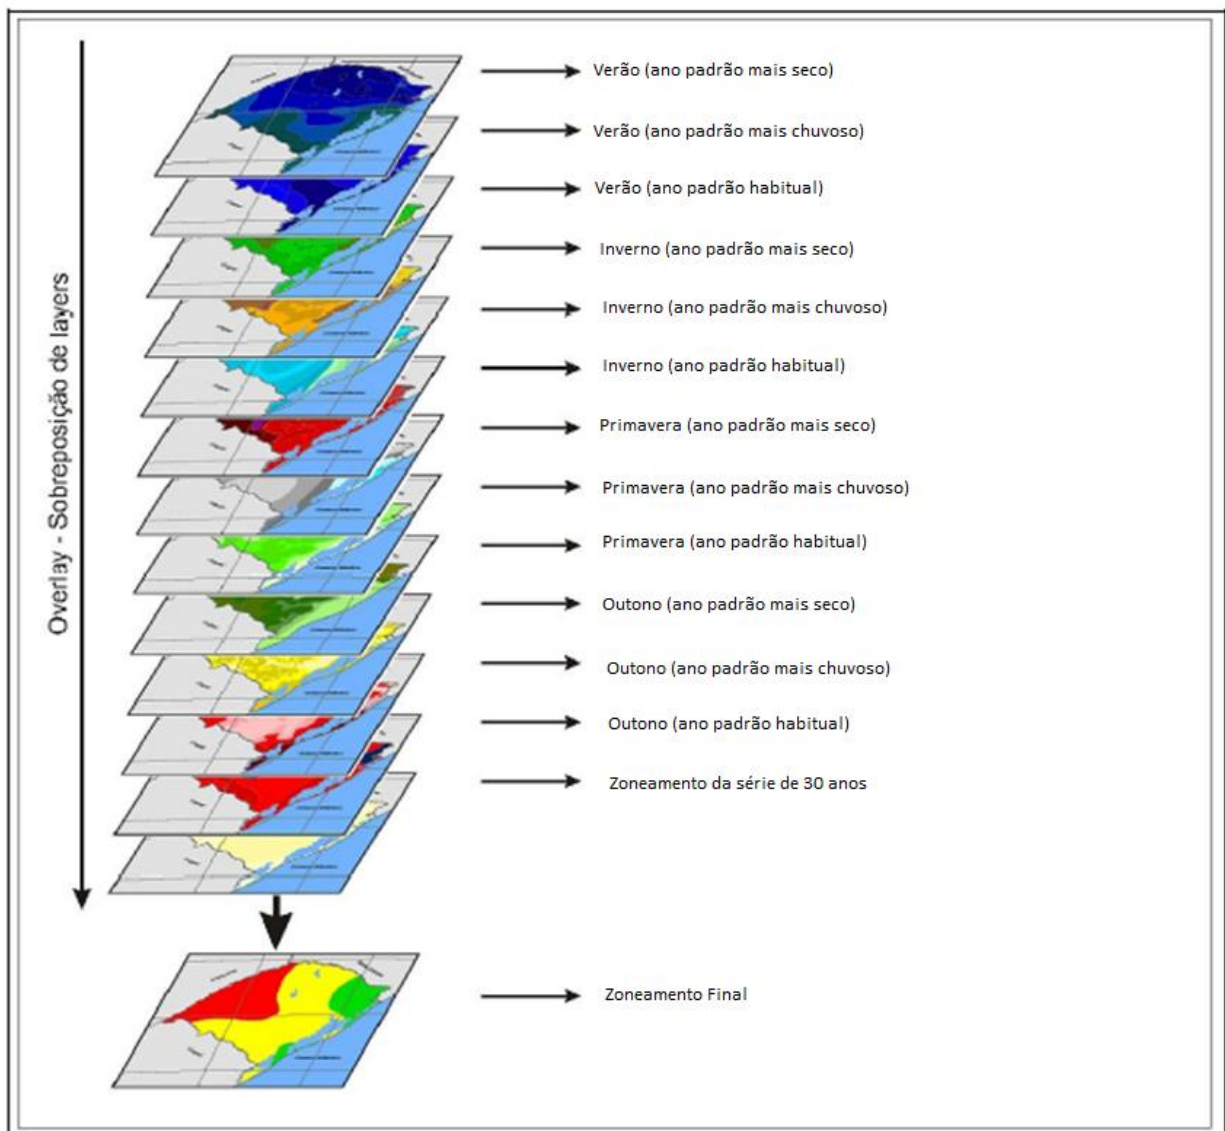 Overlay - Sobreposição de layers
Verão (ano padrão mais seco)
Verão (ano padrão mais chuvoso)
Verão (ano padrão habitual)
Inverno (ano padrão mais seco)
Inverno (ano padrão mais chuvoso)
Inverno (ano padrão habitual)
Primavera (ano padrão mais seco)
Primavera (ano padrão mais chuvoso)
Primavera (ano padrão habitual)
Outono (ano padrão mais seco)
Outono (ano padrão mais chuvoso)
Outono (ano padrão habitual)
Zoneamento da série de 30 anos
Zoneamento Final